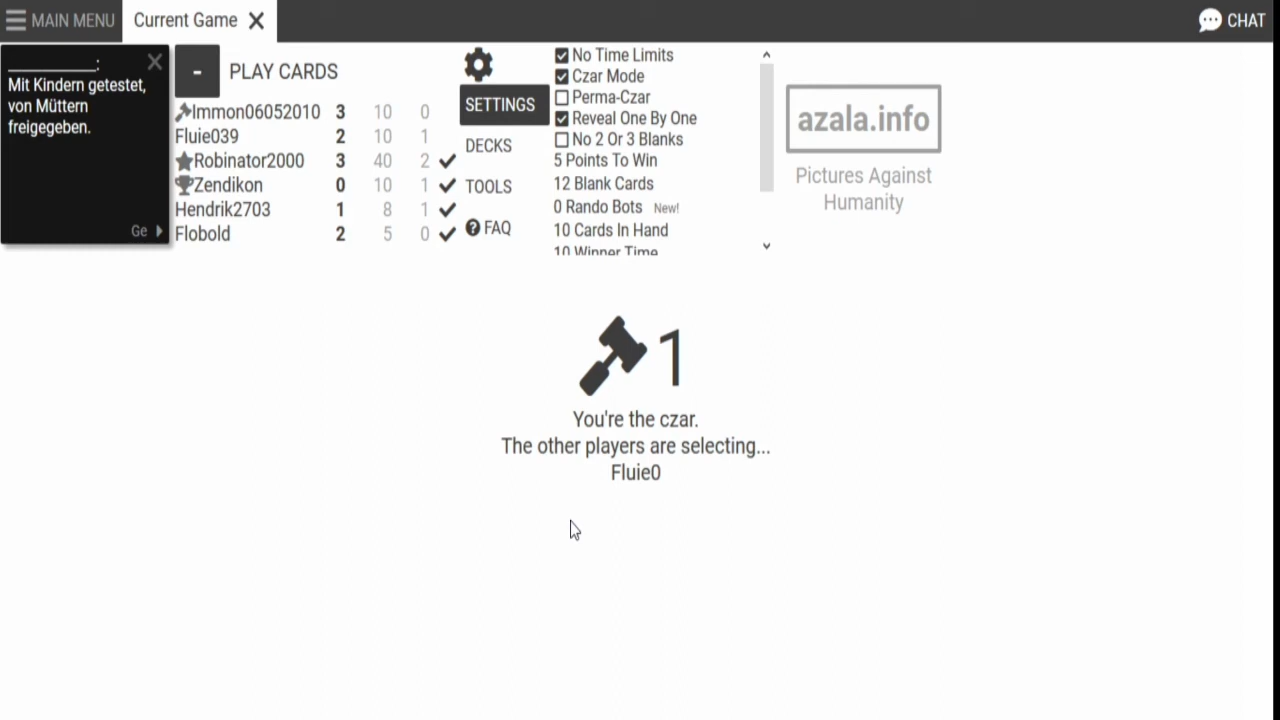 MAIN MENU
Current Game
CHAT
__________:
Mit Kindern getestet,
von Müttern
freigegeben.
Ge
- PLAY CARDS
Immon06052010 3 10 0
Fluie039 2 10 1
Robinator2000 3 40 2
Zendikon 0 10 1
Hendrik2703 1 8 1
Flobold 2 5 0
SETTINGS
DECKS
TOOLS
FAQ
No Time Limits
Czar Mode
Perma-Czar
Reveal One By One
No 2 Or 3 Blanks
5 Points To Win
12 Blank Cards
0 Rando Bots New!
10 Cards In Hand
10 Winner Time
azala.info
Pictures Against
Humanity
1
You're the czar.
The other players are selecting...
Fluie0